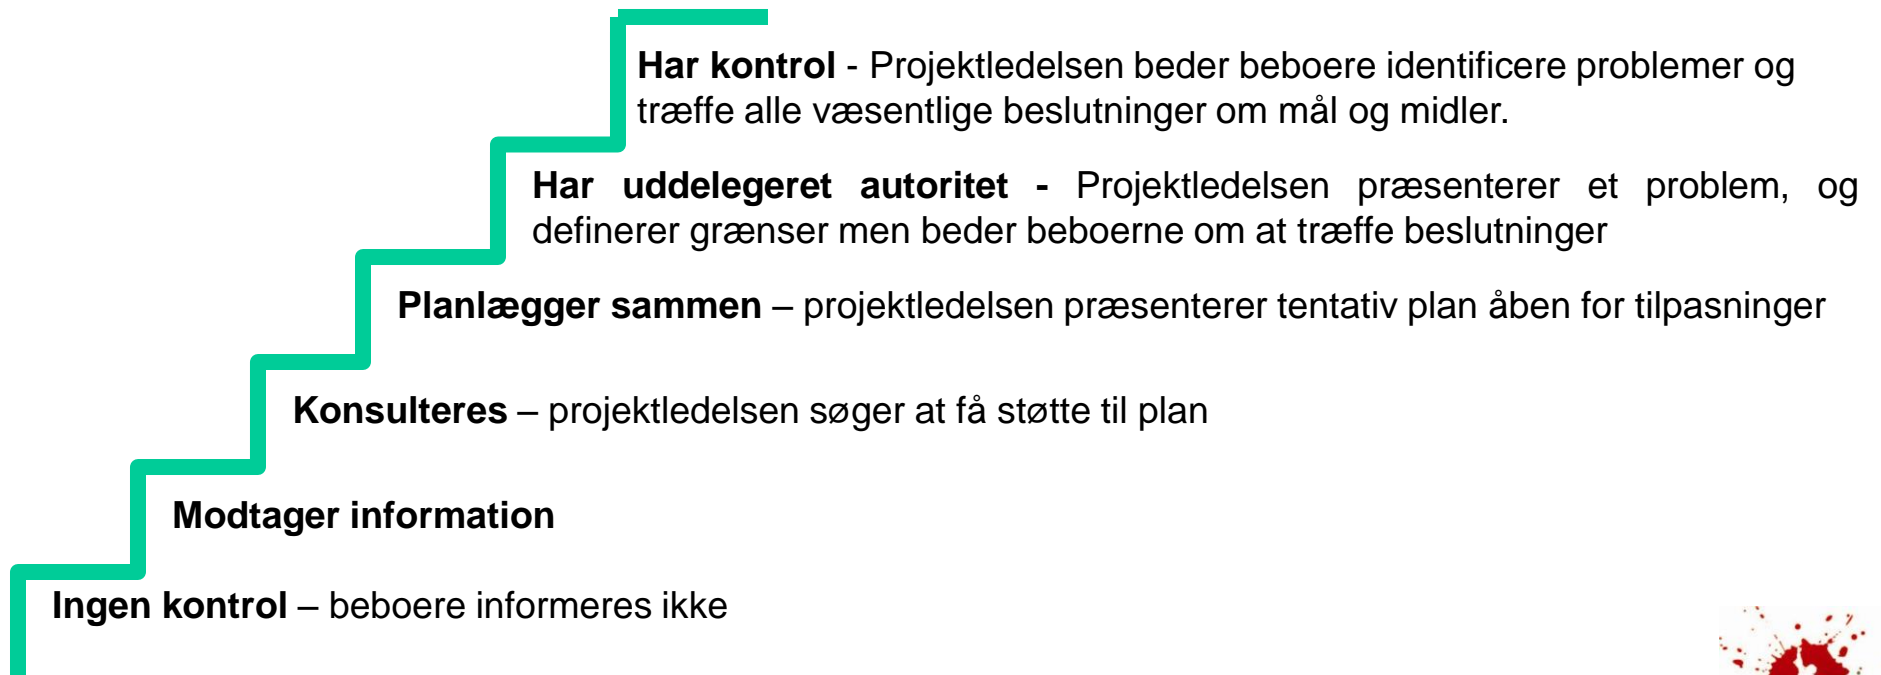 Har kontrol - Projektledelsen beder beboere identificere problemer og
træffe alle væsentlige beslutninger om mål og midler.
Har uddelegeret autoritet - Projektledelsen præsenterer et problem, og
definerer grænser men beder beboerne om at træffe beslutninger
Planlægger sammen – projektledelsen præsenterer tentativ plan åben for tilpasninger
Konsulteres – projektledelsen søger at få støtte til plan
Modtager information
Ingen kontrol – beboere informeres ikke